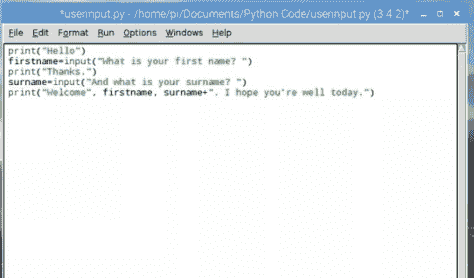 *usernnput.py - /home/pi/Documents/Python Code/usernnput.py (3.4.2)*
File Edit Format Run Options Windows Help
print("Hello")
firstname=input("What is your first name? ")
print("Thanks.")
surname=input("And what is your surname? ")
print("Welcome", firstname, surname+". I hope you're well today.")